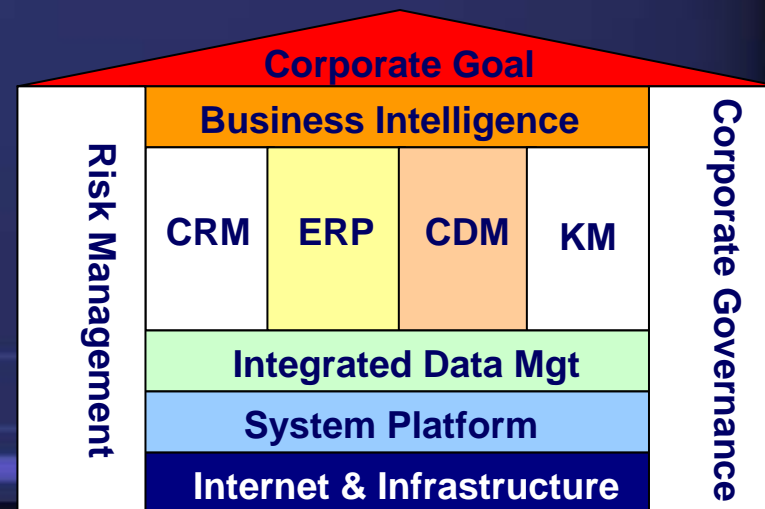 Corporate Goal
Business Intelligence
Risk Management
CRM
ERP
CDM
KM
Corporate Governance
Integrated Data Mgt
System Platform
Internet & Infrastructure